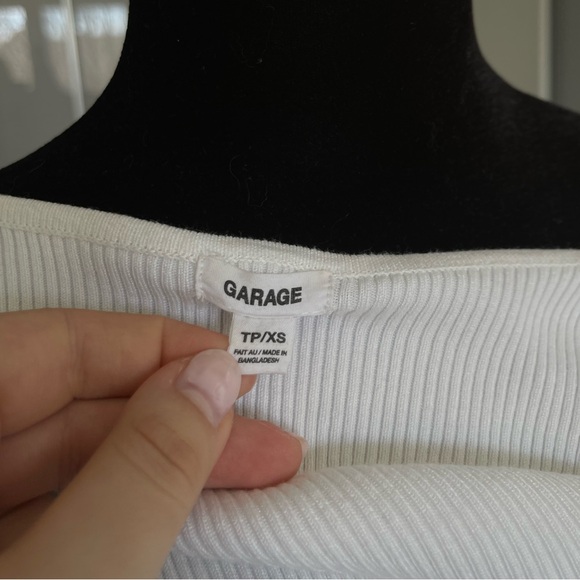 GARAGE
TP/XS
FAIT AU / MADE IN
BANGLADESH